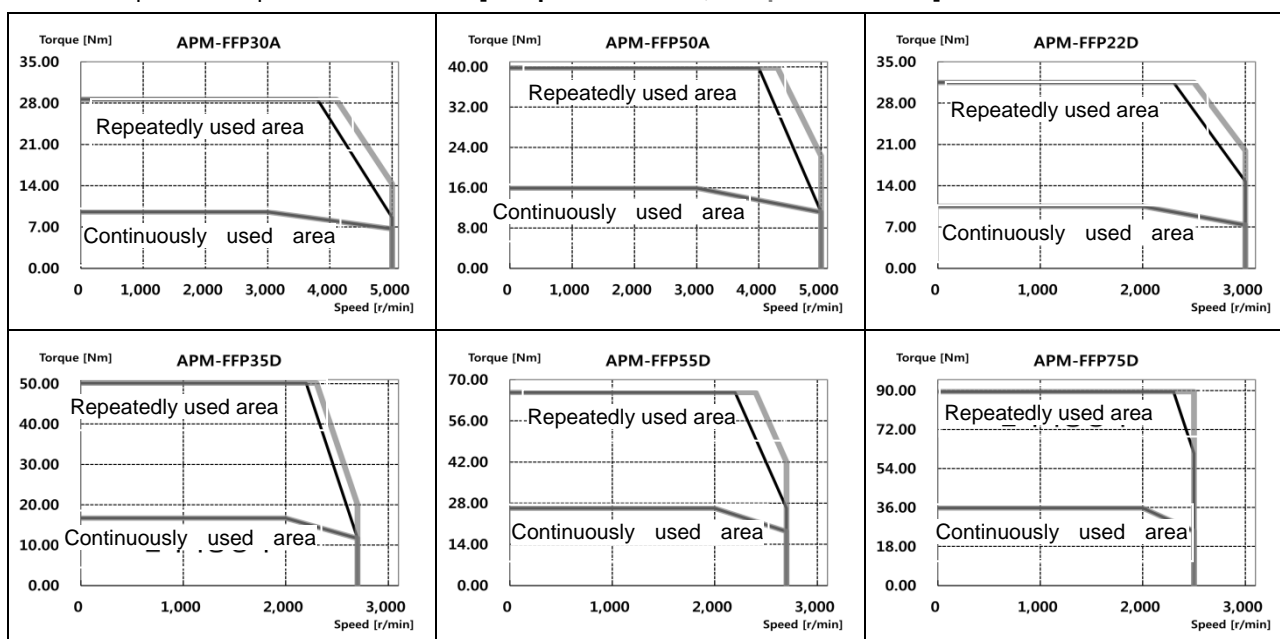 Torque [Nm] APM-FFP30A
35.00
28.00
Repeatedly used area
21.00
14.00
7.00
Continuously used area
0.00
0 1,000 2,000 3,000 4,000 5,000
Speed [r/min]
Torque [Nm] APM-FFP50A
40.00
Repeatedly used area
32.00
24.00
16.00
Continuously used area
8.00
0.00
0 1,000 2,000 3,000 4,000 5,000
Speed [r/min]
Torque [Nm] APM-FFP22D
35.00
28.00
Repeatedly used area
21.00
14.00
7.00
Continuously used area
0.00
0 1,000 2,000 3,000
Speed [r/min]
Torque [Nm] APM-FFP35D
50.00
Repeatedly used area
40.00
30.00
20.00
Continuously used area
10.00
0.00
0 1,000 2,000 3,000
Speed [r/min]
Torque [Nm] APM-FFP55D
70.00
Repeatedly used area
56.00
42.00
28.00
Continuously used area
14.00
0.00
0 1,000 2,000 3,000
Speed [r/min]
Torque [Nm] APM-FFP75D
90.00
Repeatedly used area
72.00
54.00
36.00
Continuously used area
18.00
0.00
0 1,000 2,000 3,000
Speed [r/min]